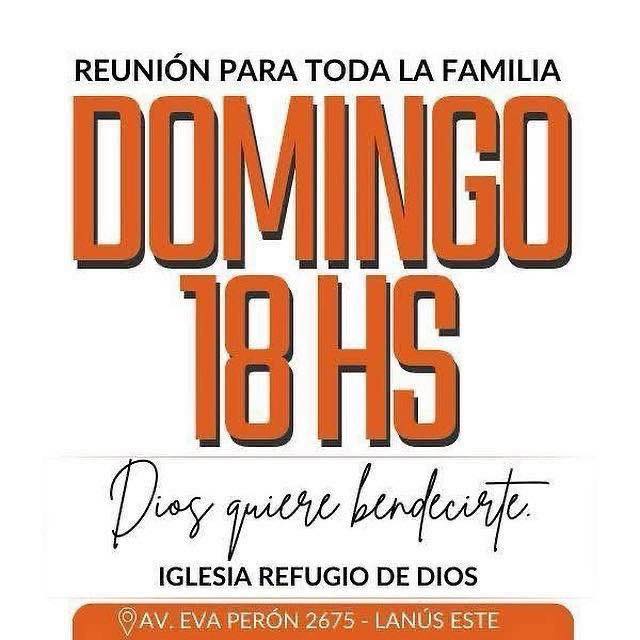 REUNIÓN PARA TODA LA FAMILIA
DOMINGO
18 HS
Dios quiere bendecirte.
IGLESIA REFUGIO DE DIOS
AV. EVA PERÓN 2675 - LANÚS ESTE